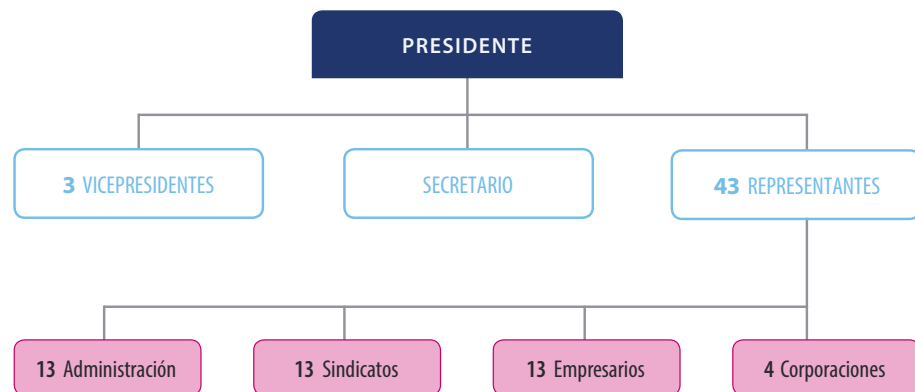 PRESIDENTE
3 VICEPRESIDENTES
SECRETARIO
43 REPRESENTANTES
13 Administración
13 Sindicatos
13 Empresarios
4 Corporaciones